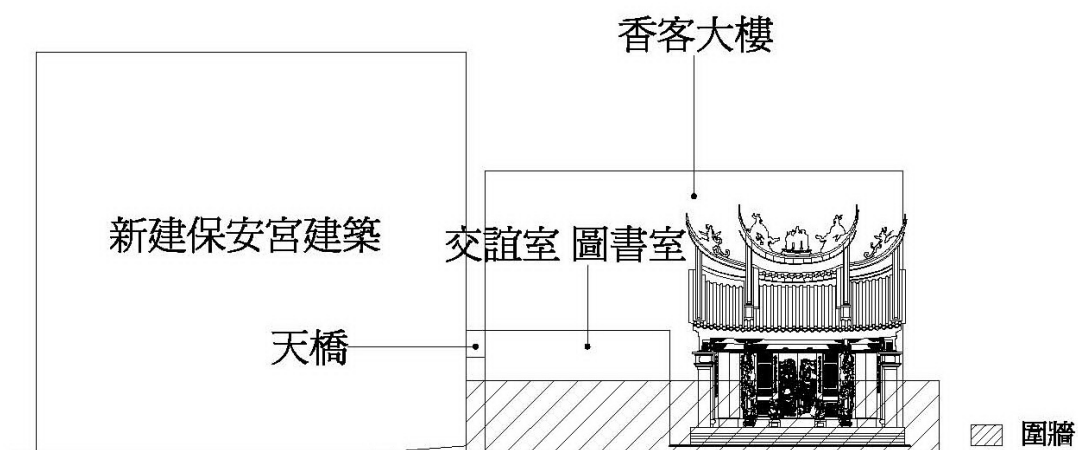 香客大樓
新建保安宮建築
交誼室 圖書室
天橋
圍牆